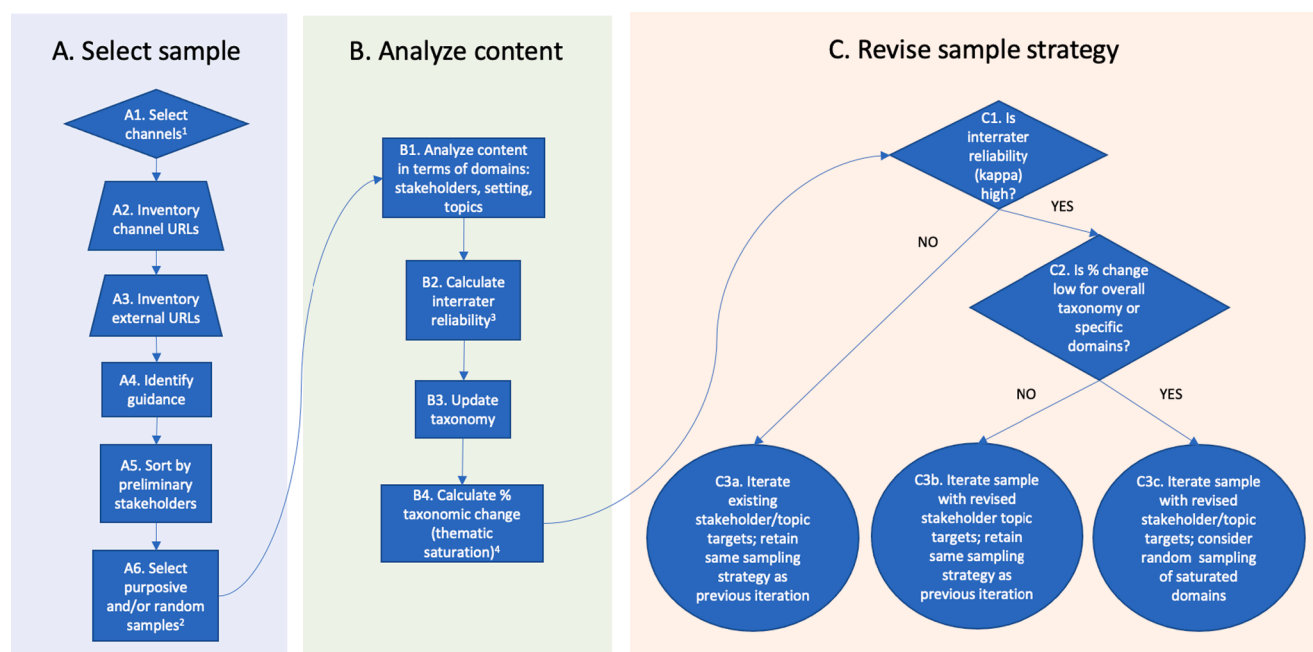 A. Select sample
A1. Select
channels¹
A2. Inventory
channel URLs
A3. Inventory
external URLs
A4. Identify
guidance
A5. Sort by
preliminary
stakeholders
A6. Select
purposive
and/or random
samples²
B. Analyze content
B1. Analyze content
in terms of domains:
stakeholders, setting,
topics
B2. Calculate
interrater
reliability³
B3. Update
taxonomy
B4. Calculate %
taxonomic change
(thematic
saturation)⁴
C. Revise sample strategy
C1. Is
interrater
reliability
(kappa)
high?
YES
NO
C2. Is % change
low for overall
taxonomy or
specific
domains?
NO
YES
C3a. Iterate
existing
stakeholder/topic
targets; retain
same sampling
strategy as
previous iteration
C3b. Iterate sample
with revised
stakeholder topic
targets; retain
same sampling
strategy as
previous iteration
C3c. Iterate sample
with revised
stakeholder/topic
targets; consider
random sampling
of saturated
domains